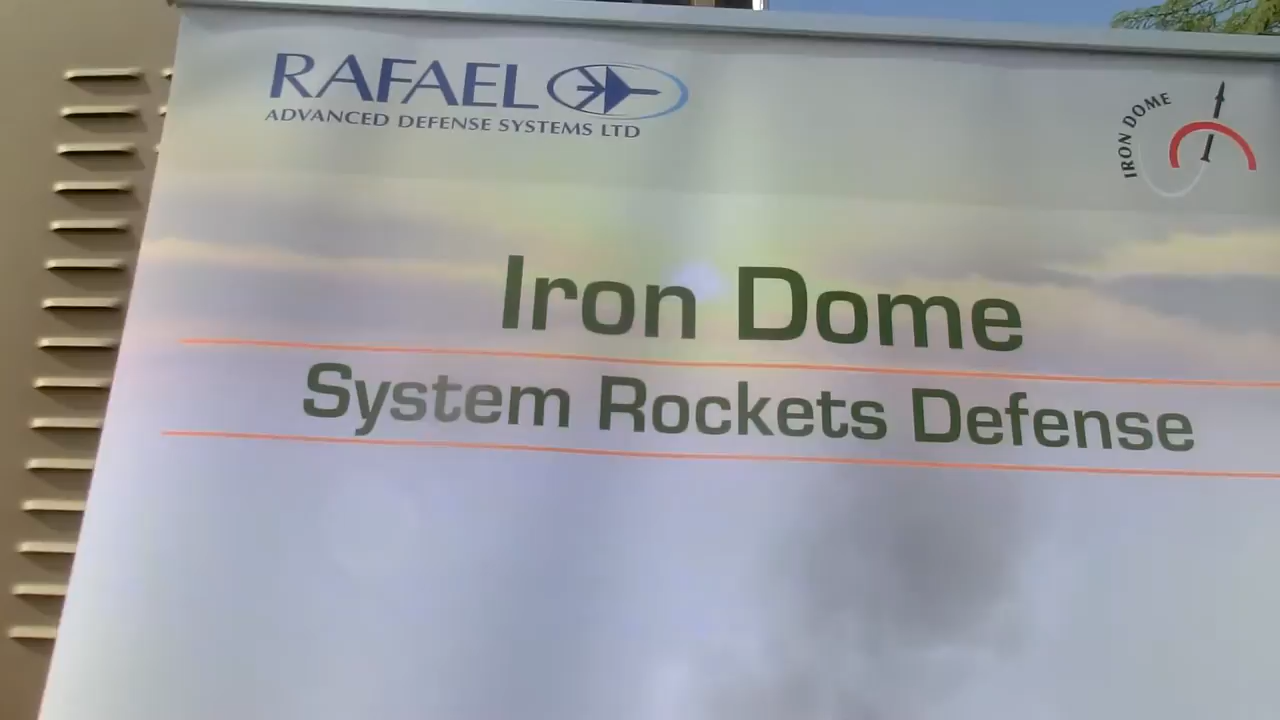 RAFAEL
ADVANCED DEFENSE SYSTEMS LTD
IRON DOME
Iron Dome
System Rockets Defense